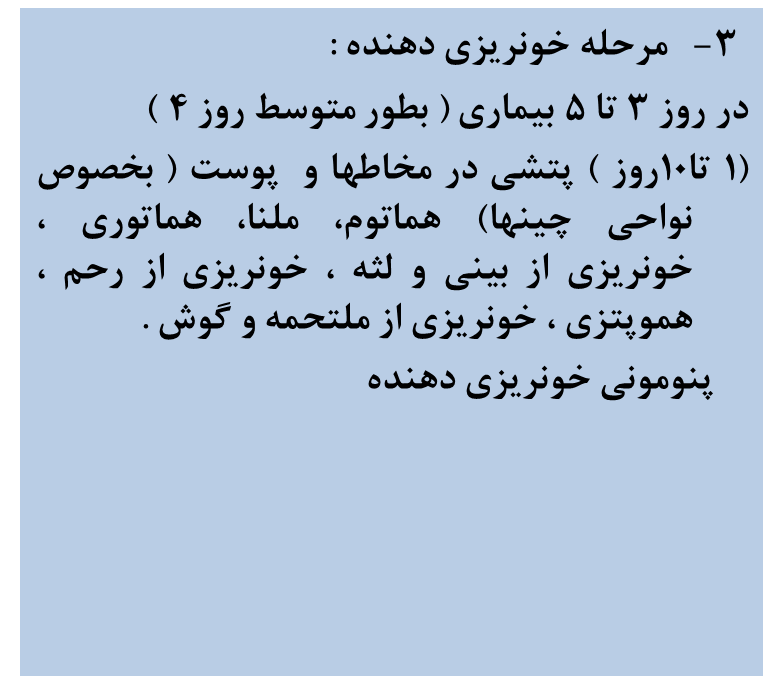 ۳- مرحله خونریزی دهنده :
در روز ۳ تا ۵ بیماری ( بطور متوسط روز ۴ )
(۱ تا۱۰روز ) پتشی در مخاطها و پوست ( بخصوص
نواحی چینها) هماتوم، ملنا، هماتوری ،
خونریزی از بینی و لثه ، خونریزی از رحم ،
هموپتزی ، خونریزی از ملتحمه و گوش .
پنومونی خونریزی دهنده